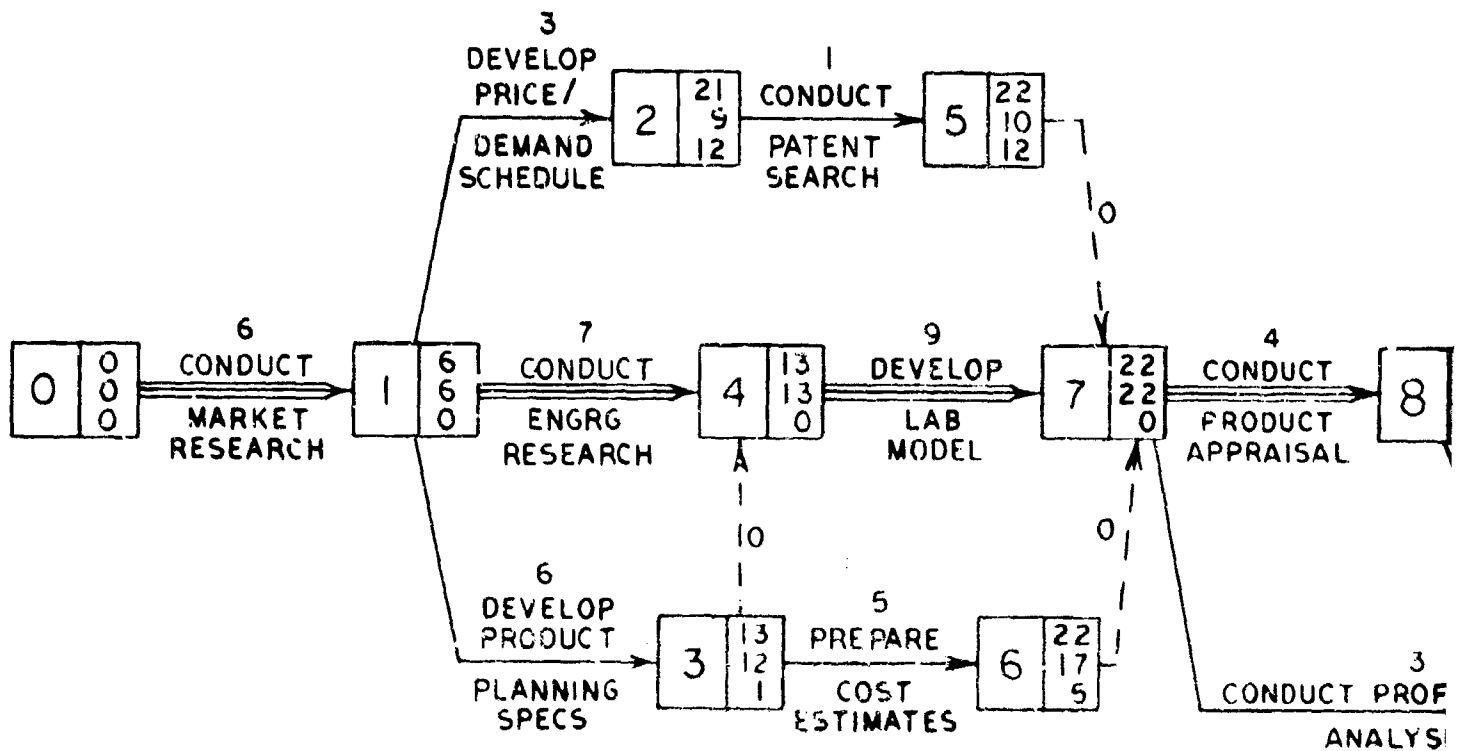 3
DEVELOP
PRICE/
DEMAND
SCHEDULE
2
21
9
12
1
CONDUCT
PATENT
SEARCH
5
22
10
12
0
0
0
0
0
6
CONDUCT
MARKET
RESEARCH
1
6
6
0
7
CONDUCT
ENGRG
RESEARCH
4
13
13
0
9
DEVELOP
LAB
MODEL
7
22
22
0
4
CONDUCT
PRODUCT
APPRAISAL
8
0
0
6
DEVELOP
PRODUCT
PLANNING
SPECS
3
13
12
1
5
PREPARE
COST
ESTIMATES
6
22
17
5
3
CONDUCT PROF
ANALYSI